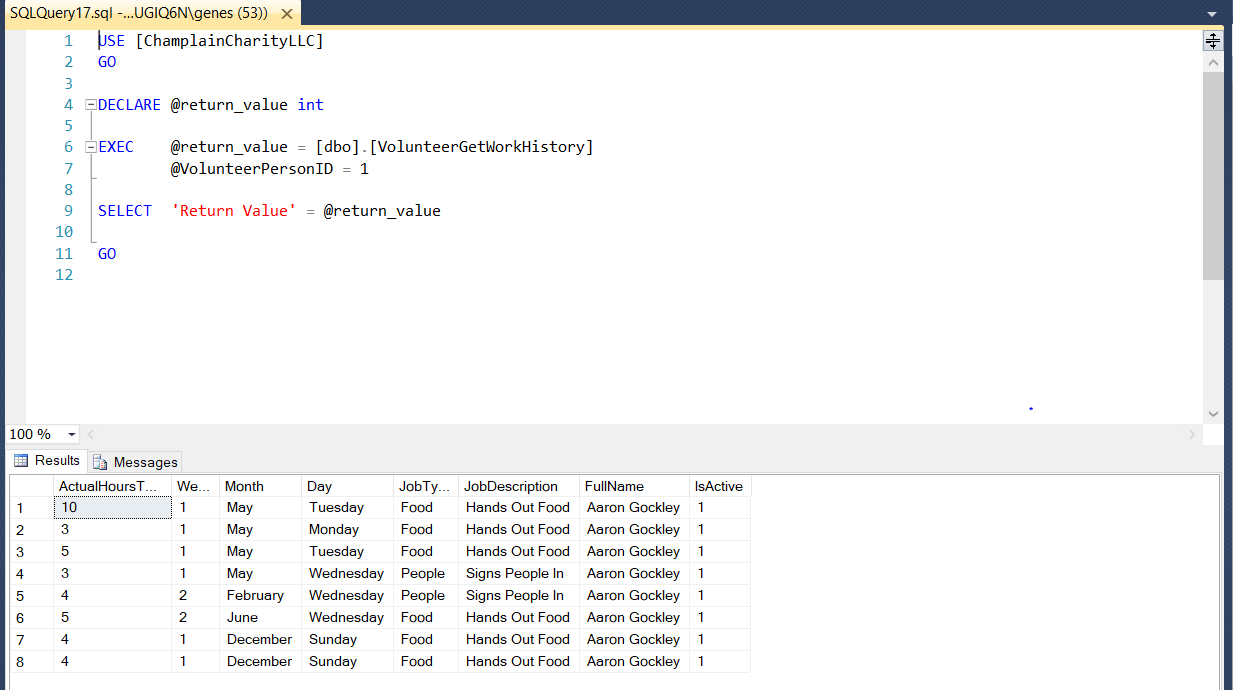 SQLQuery17.sql -...UGIQ6N\genes (53))
1 USE [ChamplainCharityLLC]
2 GO
3
4 DECLARE @return_value int
5
6 EXEC @return_value = [dbo].[VolunteerGetWorkHistory]
7 @VolunteerPersonID = 1
8
9 SELECT 'Return Value' = @return_value
10
11 GO
12
100 %
Results Messages
ActualHoursT... We... Month Day JobTy... JobDescription FullName IsActive
1 10 1 May Tuesday Food Hands Out Food Aaron Gockley 1
2 3 1 May Monday Food Hands Out Food Aaron Gockley 1
3 5 1 May Tuesday Food Hands Out Food Aaron Gockley 1
4 3 1 May Wednesday People Signs People In Aaron Gockley 1
5 4 2 February Wednesday People Signs People In Aaron Gockley 1
6 5 2 June Wednesday Food Hands Out Food Aaron Gockley 1
7 4 1 December Sunday Food Hands Out Food Aaron Gockley 1
8 4 1 December Sunday Food Hands Out Food Aaron Gockley 1